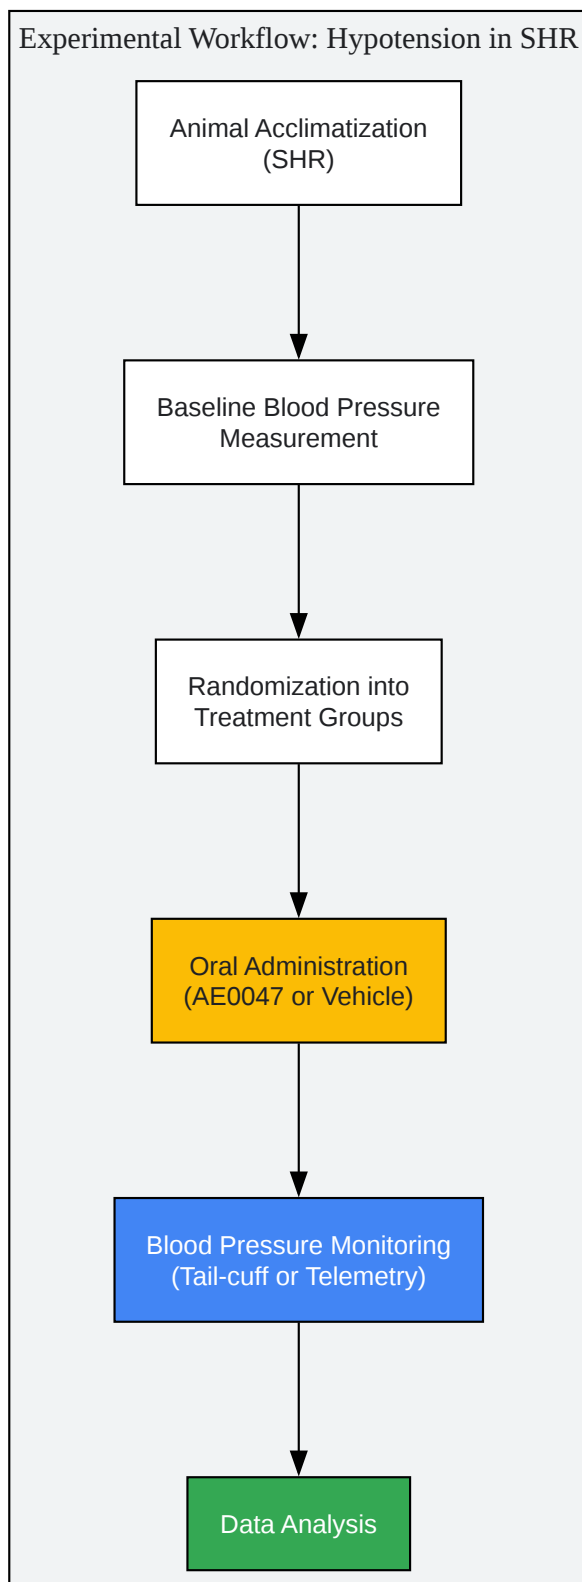 Experimental Workflow: Hypotension in SHR
Animal Acclimatization
(SHR)
Baseline Blood Pressure
Measurement
Randomization into
Treatment Groups
Oral Administration
(AE0047 or Vehicle)
Blood Pressure Monitoring
(Tail-cuff or Telemetry)
Data Analysis